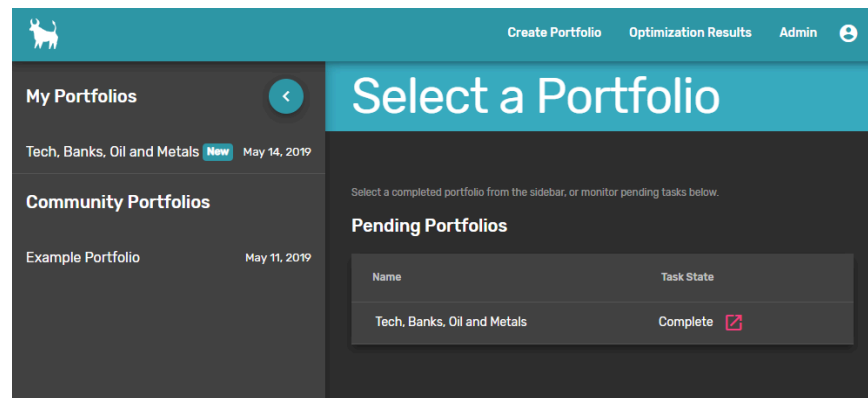 Create Portfolio Optimization Results Admin
My Portfolios
Tech, Banks, Oil and Metals New May 14, 2019
Community Portfolios
Example Portfolio May 11, 2019
Select a Portfolio
Select a completed portfolio from the sidebar, or monitor pending tasks below.
Pending Portfolios
Name Task State
Tech, Banks, Oil and Metals Complete